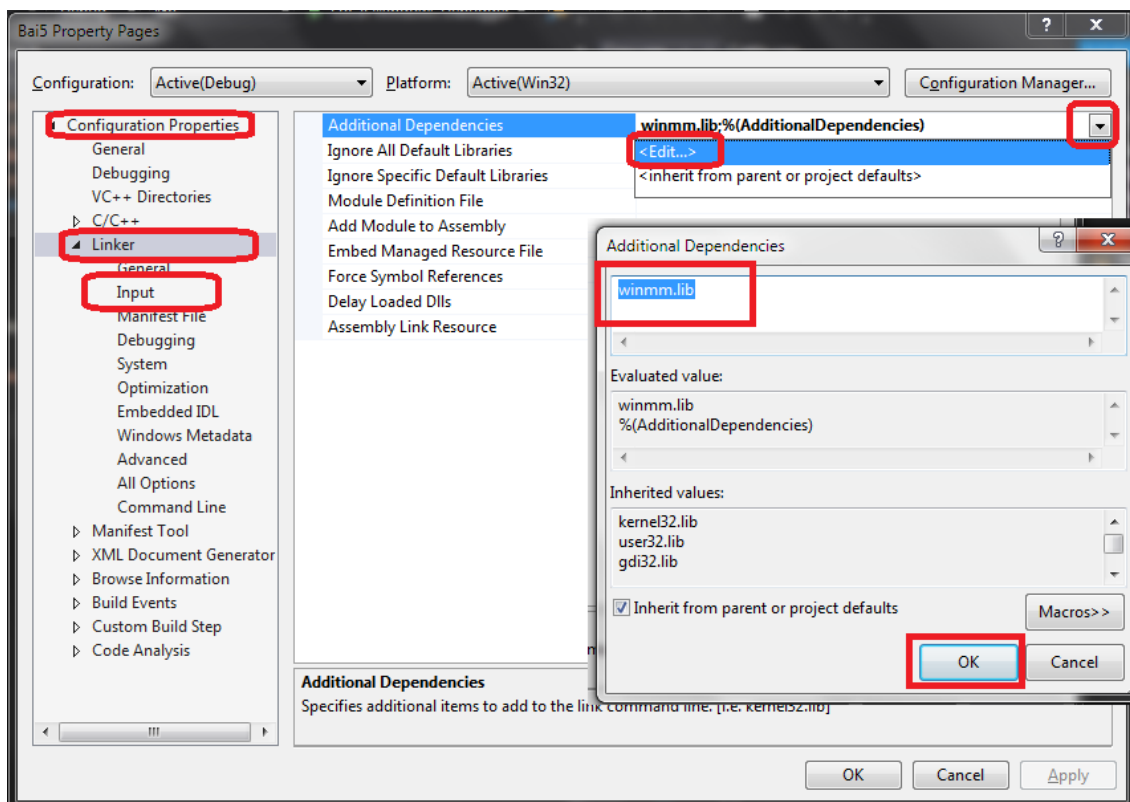 Bai5 Property Pages
Configuration: Active(Debug) Platform: Active(Win32) Configuration Manager...
Configuration Properties
General
Debugging
VC++ Directories
C/C++
Linker
General
Input
Manifest File
Debugging
System
Optimization
Embedded IDL
Windows Metadata
Advanced
All Options
Command Line
Manifest Tool
XML Document Generator
Browse Information
Build Events
Custom Build Step
Code Analysis
Additional Dependencies winmm.lib;%(AdditionalDependencies)
Ignore All Default Libraries
Ignore Specific Default Libraries
Module Definition File
Add Module to Assembly
Embed Managed Resource File
Force Symbol References
Delay Loaded Dlls
Assembly Link Resource
<Edit...>
<inherit from parent or project defaults>
Additional Dependencies
winmm.lib
Evaluated value:
winmm.lib
%(AdditionalDependencies)
Inherited values:
kernel32.lib
user32.lib
gdi32.lib
Inherit from parent or project defaults
Macros>>
OK Cancel
Additional Dependencies
Specifies additional items to add to the link command line. [i.e. kernel32.lib]
OK Cancel Apply